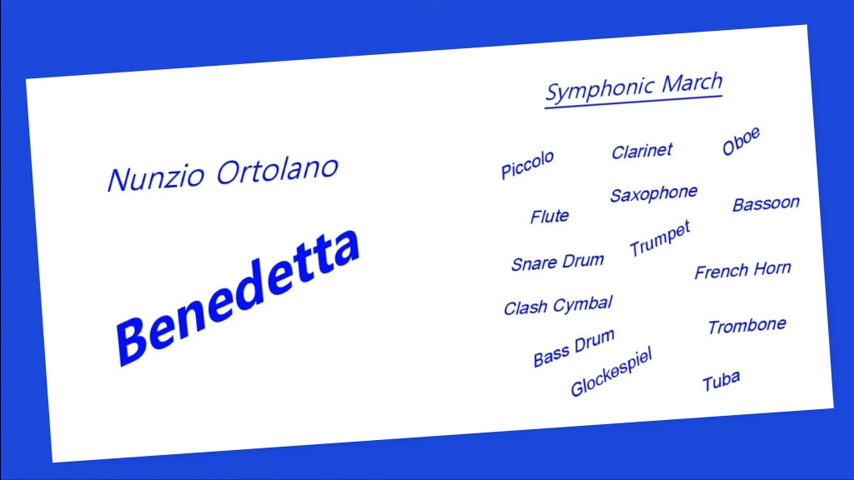 Nunzio Ortolano
Benedetta
Symphonic March
Piccolo
Clarinet
Oboe
Flute
Saxophone
Bassoon
Snare Drum
Trumpet
French Horn
Clash Cymbal
Bass Drum
Trombone
Glockespiel
Tuba